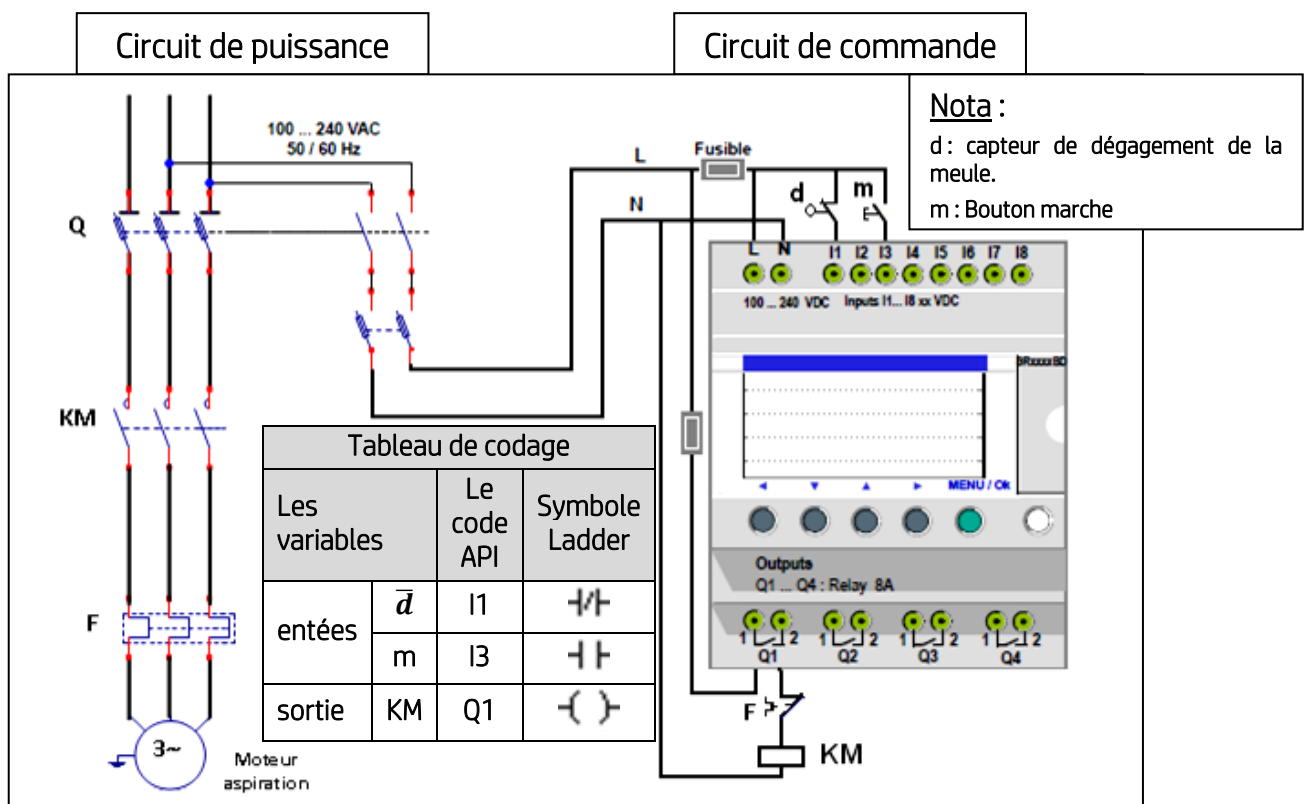 Circuit de puissance
Circuit de commande
Nota :
d : capteur de dégagement de la
meule.
m : Bouton marche
100 ... 240 VAC
50 / 60 Hz
L
Fusible
N
d
m
Q
L N I1 I2 I3 I4 I5 I6 I7 I8
100 ... 240 VDC Inputs I1... I8 xx VDC
3RxxxxBD
KM
MENU / Ok
Tableau de codage
Les
variables
Le
code
API
Symbole
Ladder
entées
d̅ I1
m I3
sortie KM Q1
Outputs
Q1 ... Q4 : Relay 8A
1 2 1 2 1 2 1 2
Q1 Q2 Q3 Q4
F
F
KM
3~
Moteur
aspiration